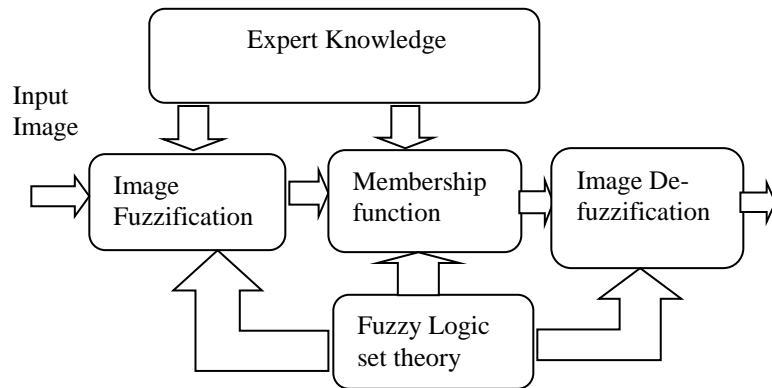 Expert Knowledge
Input
Image
Image
Fuzzification
Membership
function
Image De-
fuzzification
Fuzzy Logic
set theory